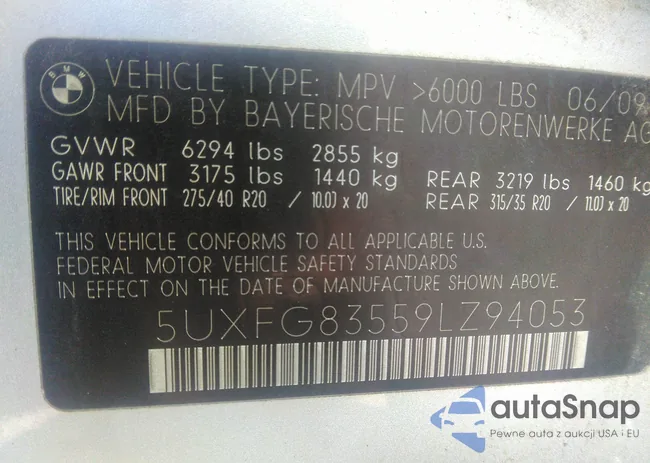 BMW
VEHICLE TYPE: MPV >6000 LBS 06/09
MFD BY BAYERISCHE MOTORENWERKE AG
GVWR 6294 lbs 2855 kg
GAWR FRONT 3175 lbs 1440 kg REAR 3219 lbs 1460 kg
TIRE/RIM FRONT 275/40 R20 / 10.0J x 20 REAR 315/35 R20 / 11.0J x 20
THIS VEHICLE CONFORMS TO ALL APPLICABLE U.S.
FEDERAL MOTOR VEHICLE SAFETY STANDARDS
IN EFFECT ON THE DATE OF MANUFACTURE SHOWN ABOVE.
5UXFG83559LZ94053
autaSnap
Pewne auta z aukcji USA i EU